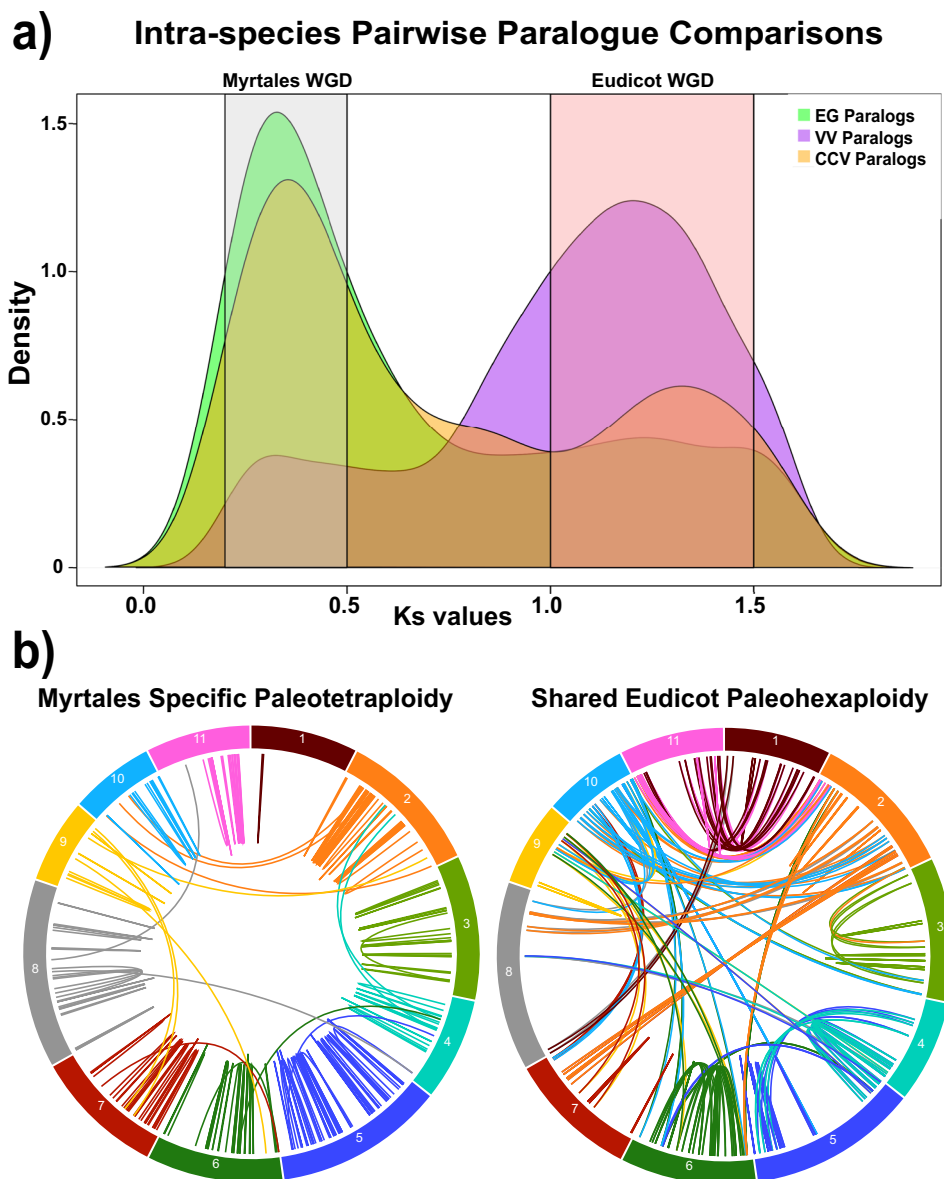 a) Intra-species Pairwise Paralogue Comparisons
Myrtales WGD Eudicot WGD
EG Paralogs
VV Paralogs
CCV Paralogs
1.5
1.0
0.5
0
Density
0.0 0.5 1.0 1.5
Ks values
b)
Myrtales Specific Paleotetraploidy Shared Eudicot Paleohexaploidy
1
2
3
4
5
6
7
8
9
10
11
1
2
3
4
5
6
7
8
9
10
11